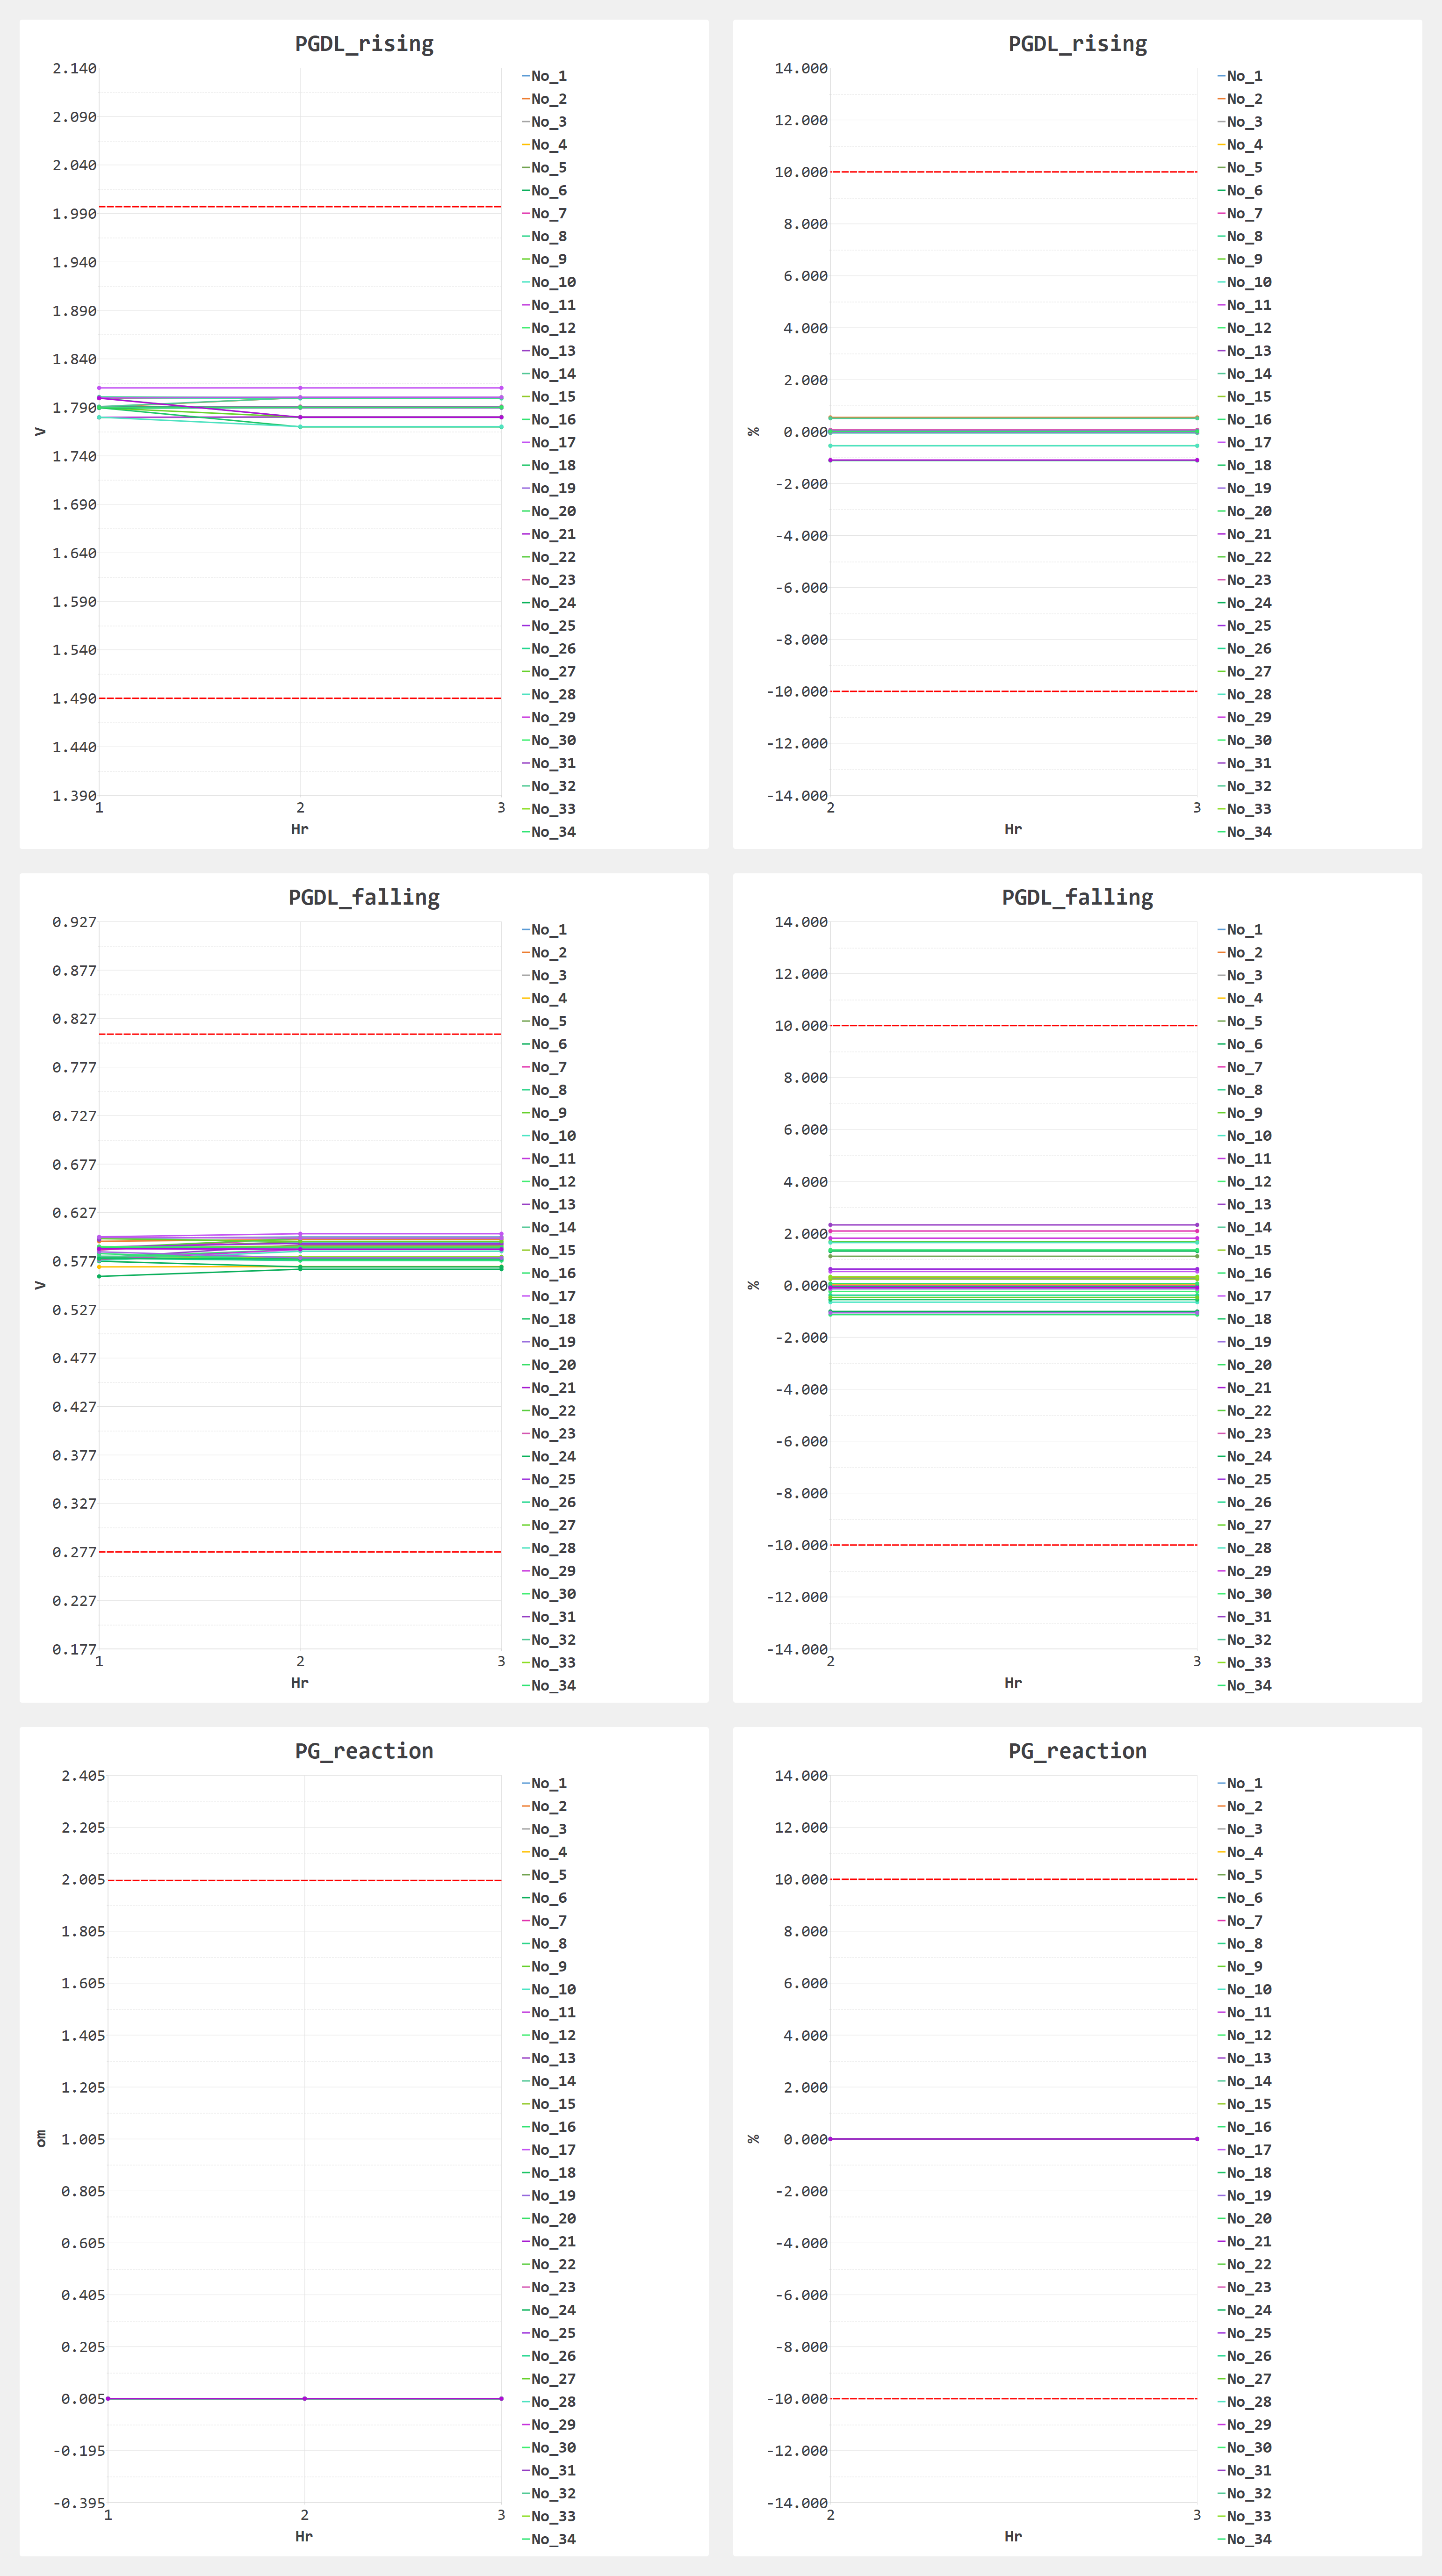 PGDL_rising
2.140
2.090
2.040
1.990
1.940
1.890
1.840
1.790
1.740
1.690
1.640
1.590
1.540
1.490
1.440
1.390
V
1 2 3
Hr
No_1
No_2
No_3
No_4
No_5
No_6
No_7
No_8
No_9
No_10
No_11
No_12
No_13
No_14
No_15
No_16
No_17
No_18
No_19
No_20
No_21
No_22
No_23
No_24
No_25
No_26
No_27
No_28
No_29
No_30
No_31
No_32
No_33
No_34
PGDL_rising
14.000
12.000
10.000
8.000
6.000
4.000
2.000
0.000
-2.000
-4.000
-6.000
-8.000
-10.000
-12.000
-14.000
%
2 3
Hr
No_1
No_2
No_3
No_4
No_5
No_6
No_7
No_8
No_9
No_10
No_11
No_12
No_13
No_14
No_15
No_16
No_17
No_18
No_19
No_20
No_21
No_22
No_23
No_24
No_25
No_26
No_27
No_28
No_29
No_30
No_31
No_32
No_33
No_34
PGDL_falling
0.927
0.877
0.827
0.777
0.727
0.677
0.627
0.577
0.527
0.477
0.427
0.377
0.327
0.277
0.227
0.177
V
1 2 3
Hr
No_1
No_2
No_3
No_4
No_5
No_6
No_7
No_8
No_9
No_10
No_11
No_12
No_13
No_14
No_15
No_16
No_17
No_18
No_19
No_20
No_21
No_22
No_23
No_24
No_25
No_26
No_27
No_28
No_29
No_30
No_31
No_32
No_33
No_34
PGDL_falling
14.000
12.000
10.000
8.000
6.000
4.000
2.000
0.000
-2.000
-4.000
-6.000
-8.000
-10.000
-12.000
-14.000
%
2 3
Hr
No_1
No_2
No_3
No_4
No_5
No_6
No_7
No_8
No_9
No_10
No_11
No_12
No_13
No_14
No_15
No_16
No_17
No_18
No_19
No_20
No_21
No_22
No_23
No_24
No_25
No_26
No_27
No_28
No_29
No_30
No_31
No_32
No_33
No_34
PG_reaction
2.405
2.205
2.005
1.805
1.605
1.405
1.205
1.005
0.805
0.605
0.405
0.205
0.005
-0.195
-0.395
om
1 2 3
Hr
No_1
No_2
No_3
No_4
No_5
No_6
No_7
No_8
No_9
No_10
No_11
No_12
No_13
No_14
No_15
No_16
No_17
No_18
No_19
No_20
No_21
No_22
No_23
No_24
No_25
No_26
No_27
No_28
No_29
No_30
No_31
No_32
No_33
No_34
PG_reaction
14.000
12.000
10.000
8.000
6.000
4.000
2.000
0.000
-2.000
-4.000
-6.000
-8.000
-10.000
-12.000
-14.000
%
2 3
Hr
No_1
No_2
No_3
No_4
No_5
No_6
No_7
No_8
No_9
No_10
No_11
No_12
No_13
No_14
No_15
No_16
No_17
No_18
No_19
No_20
No_21
No_22
No_23
No_24
No_25
No_26
No_27
No_28
No_29
No_30
No_31
No_32
No_33
No_34